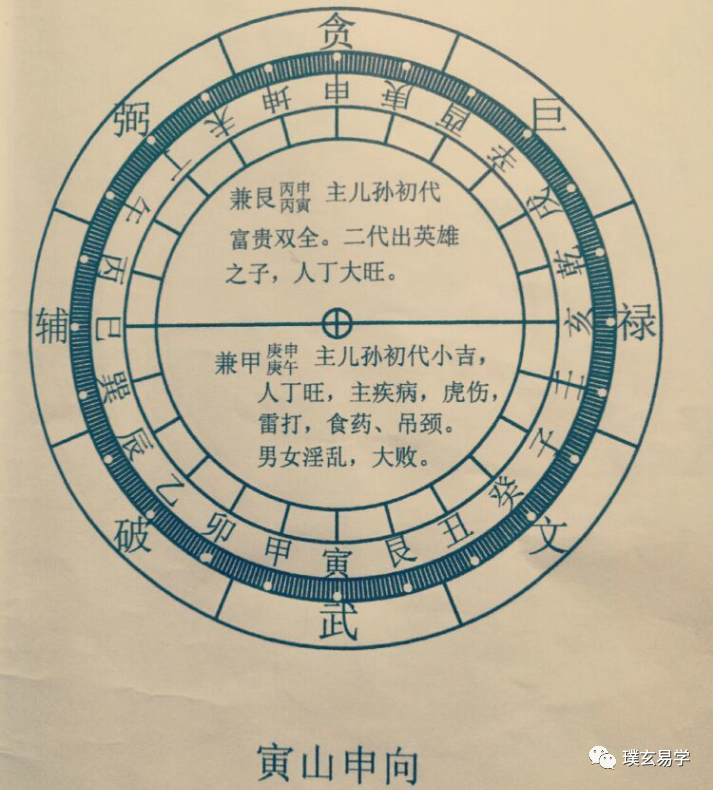 贪
巨
禄
文
武
破
辅
弼
申
庚
酉
辛
戌
乾
亥
壬
子
癸
丑
艮
寅
甲
卯
乙
辰
巽
巳
丙
午
丁
未
坤
兼艮丙申丙寅 主儿孙初代
富贵双全。二代出英雄
之子，人丁大旺。
兼甲庚申庚午 主儿孙初代小吉，
人丁旺，主疾病，虎伤，
雷打，食药、吊颈。
男女淫乱，大败。
寅山申向
璞玄易学